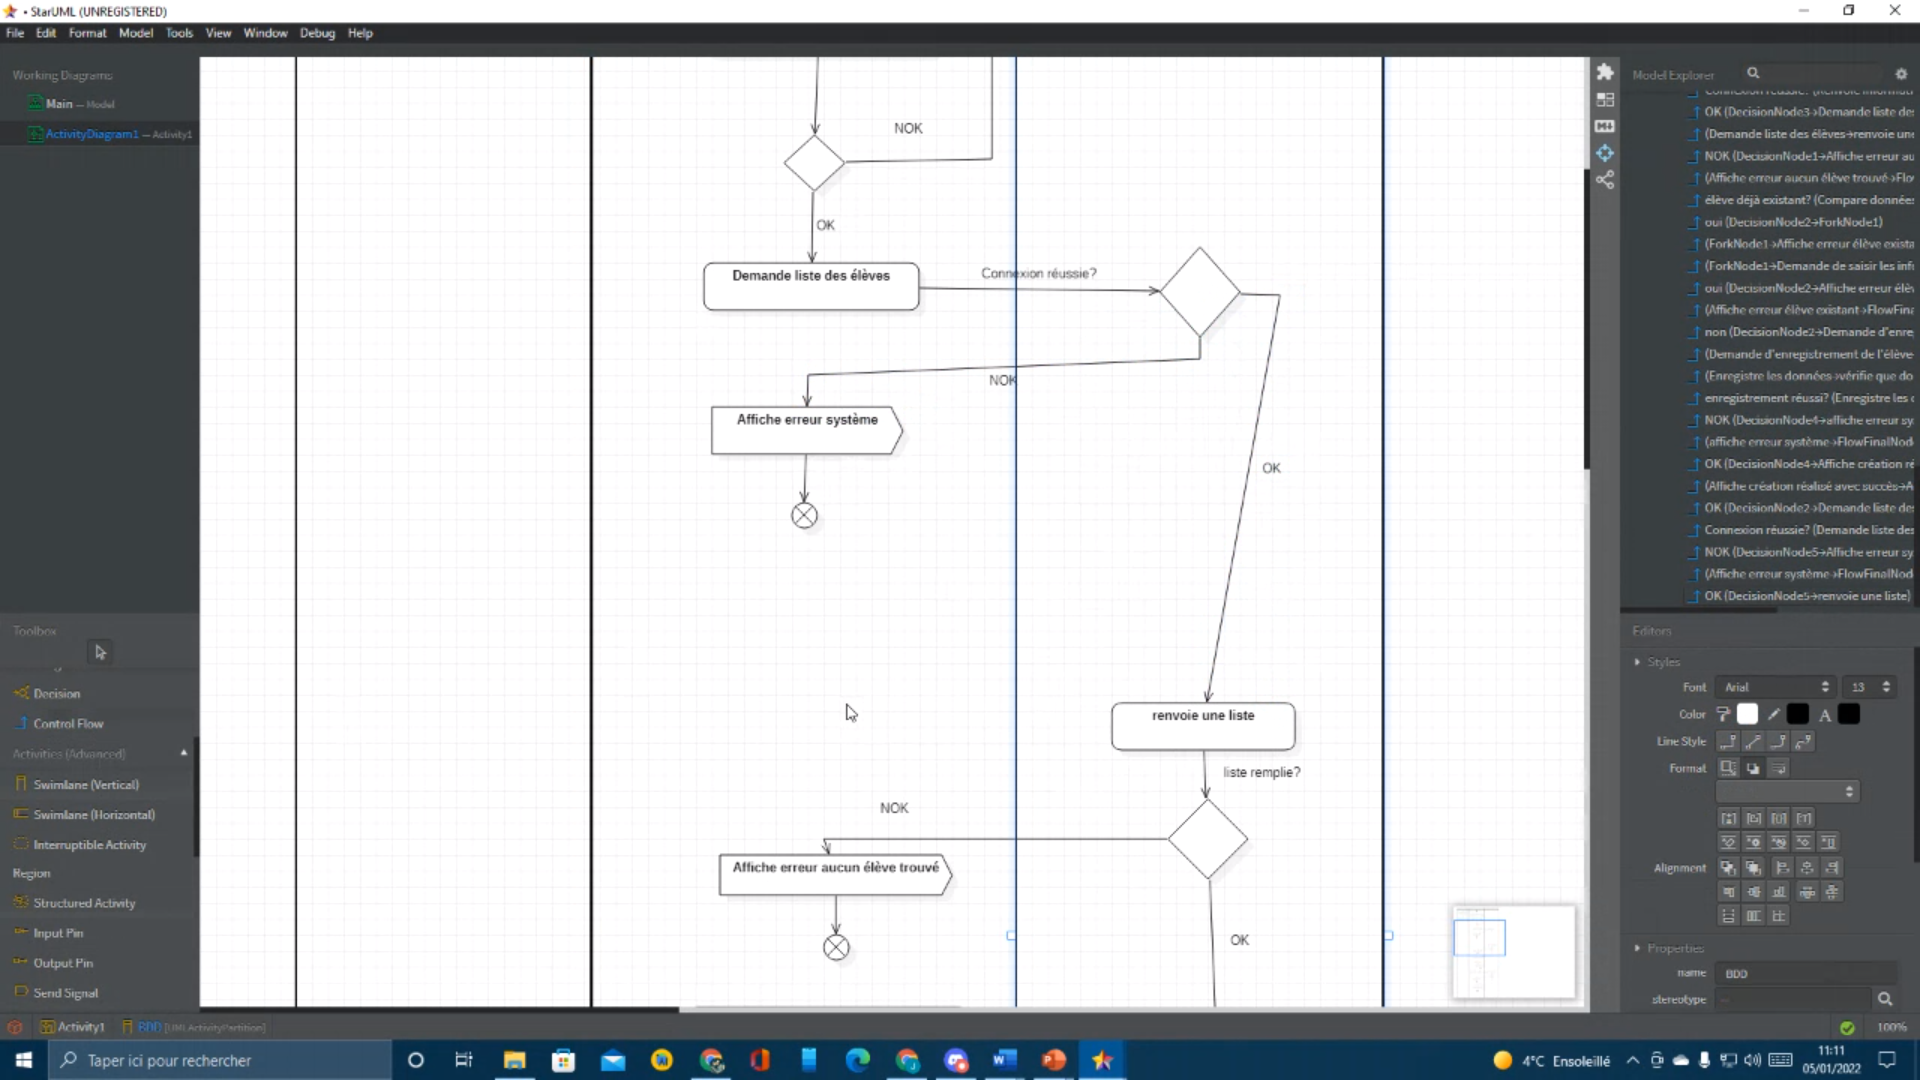 • StarUML (UNREGISTERED)
File Edit Format Model Tools View Window Debug Help
Working Diagrams
Main — Model
ActivityDiagram1 — Activity1
Toolbox
Decision
Control Flow
Activities (Advanced)
Swimlane (Vertical)
Swimlane (Horizontal)
Interruptible Activity
Region
Structured Activity
Input Pin
Output Pin
Send Signal
NOK
OK
Demande liste des élèves
Connexion réussie?
NOK
Affiche erreur système
OK
renvoie une liste
liste remplie?
NOK
Affiche erreur aucun élève trouvé
OK
Model Explorer
Connexion réussie? (Renvoie informati
OK (DecisionNode3→Demande liste des
(Demande liste des élèves→renvoie une
NOK (DecisionNode1→Affiche erreur au
(Affiche erreur aucun élève trouvé→Flo
élève déjà existant? (Compare données
oui (DecisionNode2→ForkNode1)
(ForkNode1→Affiche erreur élève exista
(ForkNode1→Demande de saisir les info
oui (DecisionNode2→Affiche erreur élèv
(Affiche erreur élève existant→FlowFina
non (DecisionNode2→Demande d'enre
(Demande d'enregistrement de l'élève
(Enregistre les données→vérifie que do
enregistrement réussi? (Enregistre les d
NOK (DecisionNode4→affiche erreur sy
(affiche erreur système→FlowFinalNod
OK (DecisionNode4→Affiche création ré
(Affiche création réalisé avec succès→A
OK (DecisionNode2→Demande liste des
Connexion réussie? (Demande liste des
NOK (DecisionNode5→Affiche erreur sy
(Affiche erreur système→FlowFinalNod
OK (DecisionNode5→renvoie une liste)
Editors
Styles
Font Arial 13
Color A
Line Style
Format
Alignment
Properties
name BDD
stereotype —
Activity1 BDD [UMLActivityPartition]
100%
Taper ici pour rechercher
4°C Ensoleillé
11:11
05/01/2022